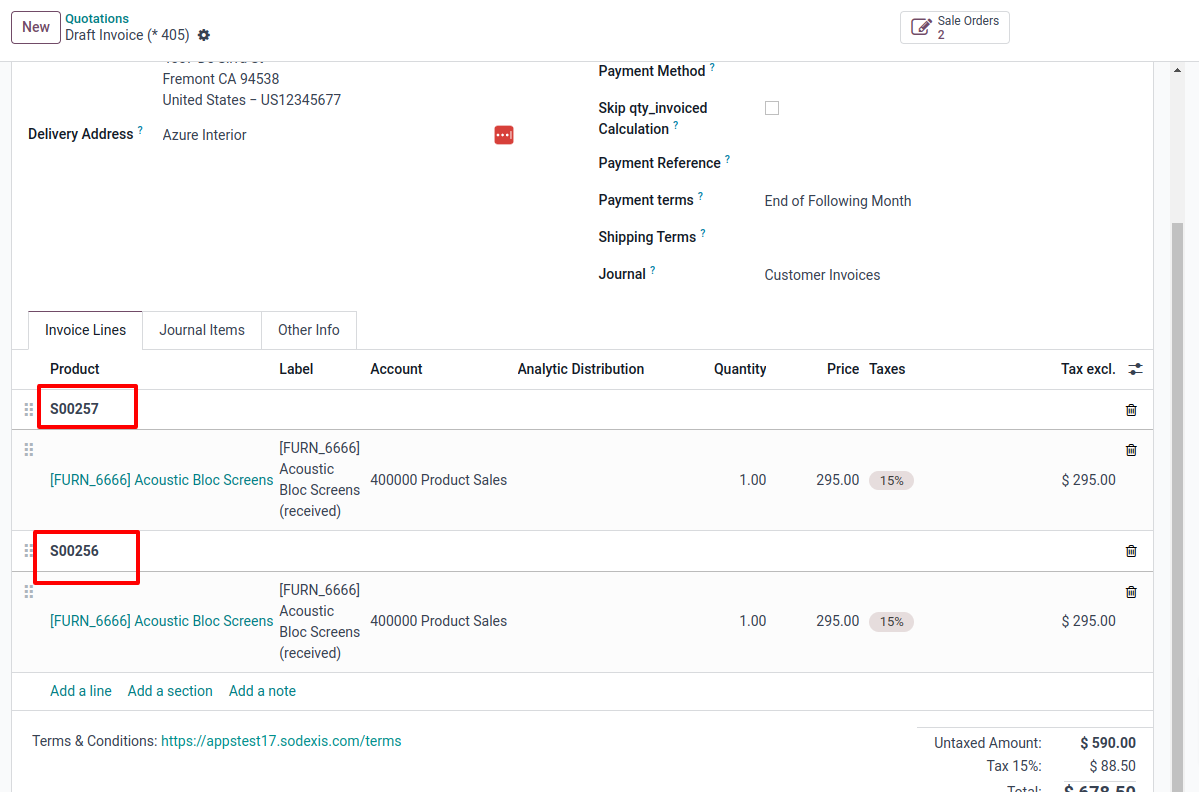 New
Quotations
Draft Invoice (* 405)
Sale Orders
2
Fremont CA 94538
United States – US12345677
Delivery Address ?
Azure Interior
Payment Method ?
Skip qty_invoiced
Calculation ?
Payment Reference ?
Payment terms ? End of Following Month
Shipping Terms ?
Journal ? Customer Invoices
Invoice Lines Journal Items Other Info
Product Label Account Analytic Distribution Quantity Price Taxes Tax excl.
S00257
[FURN_6666]
Acoustic
[FURN_6666] Acoustic Bloc Screens Bloc Screens 400000 Product Sales 1.00 295.00 15% $ 295.00
(received)
S00256
[FURN_6666]
Acoustic
[FURN_6666] Acoustic Bloc Screens Bloc Screens 400000 Product Sales 1.00 295.00 15% $ 295.00
(received)
Add a line Add a section Add a note
Terms & Conditions: https://appstest17.sodexis.com/terms
Untaxed Amount: $ 590.00
Tax 15%: $ 88.50
Total: $ 678.50